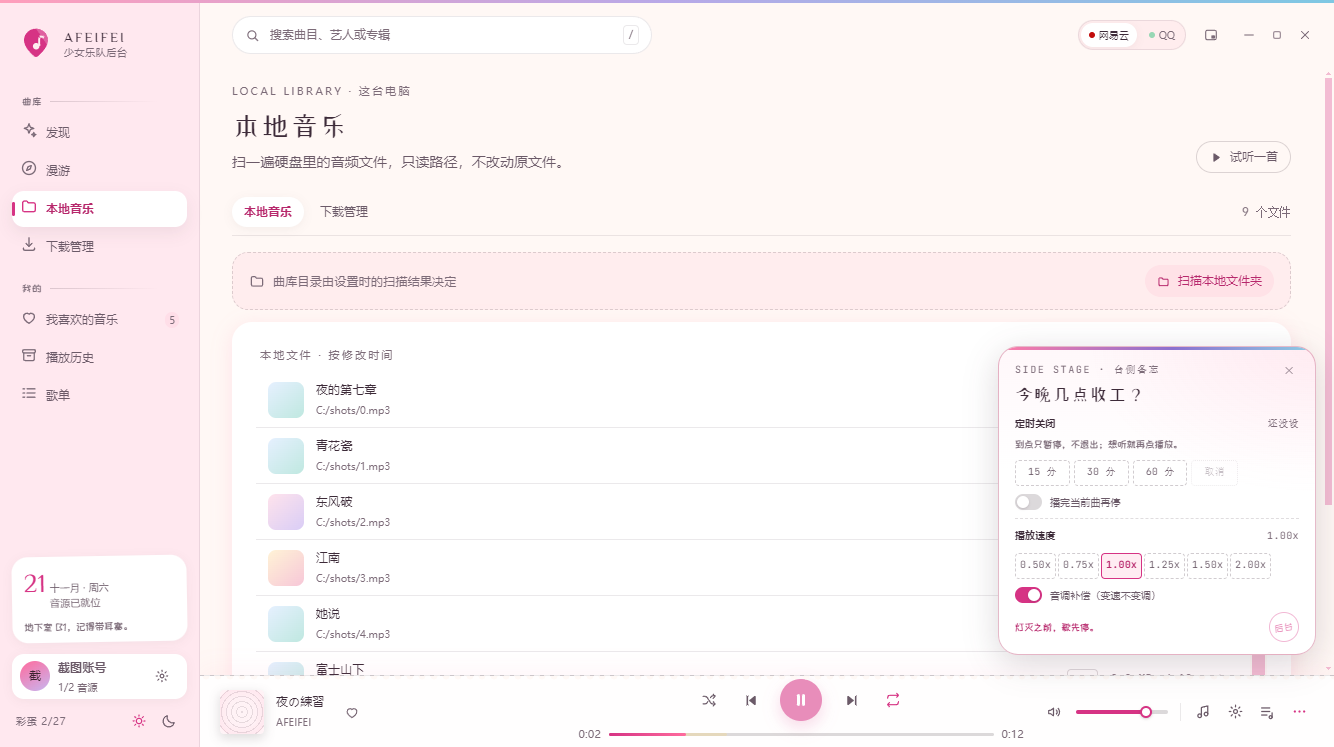 AFEIFEI
少女乐队后台
搜索曲目、艺人或专辑
/
网易云
QQ
曲库
发现
漫游
本地音乐
下载管理
我的
我喜欢的音乐
5
播放历史
歌单
LOCAL LIBRARY · 这台电脑
本地音乐
扫一遍硬盘里的音频文件，只读路径，不改动原文件。
试听一首
本地音乐
下载管理
9 个文件
曲库目录由设置时的扫描结果决定
扫描本地文件夹
本地文件 · 按修改时间
夜的第七章
C:/shots/0.mp3
青花瓷
C:/shots/1.mp3
东风破
C:/shots/2.mp3
江南
C:/shots/3.mp3
她说
C:/shots/4.mp3
富士山下
SIDE STAGE · 台侧备忘
今晚几点收工？
定时关闭
还没设
到点只暂停，不退出；想听就再点播放。
15 分
30 分
60 分
取消
播完当前曲再停
播放速度
1.00x
0.50x
0.75x
1.00x
1.25x
1.50x
2.00x
音调补偿（变速不变调）
灯灭之前，歌先停。
21
十一月 · 周六
音源已就位
地下室 B1，记得带耳塞。
截
截图账号
1/2 音源
彩蛋 2/27
夜の練習
AFEIFEI
0:02
0:12